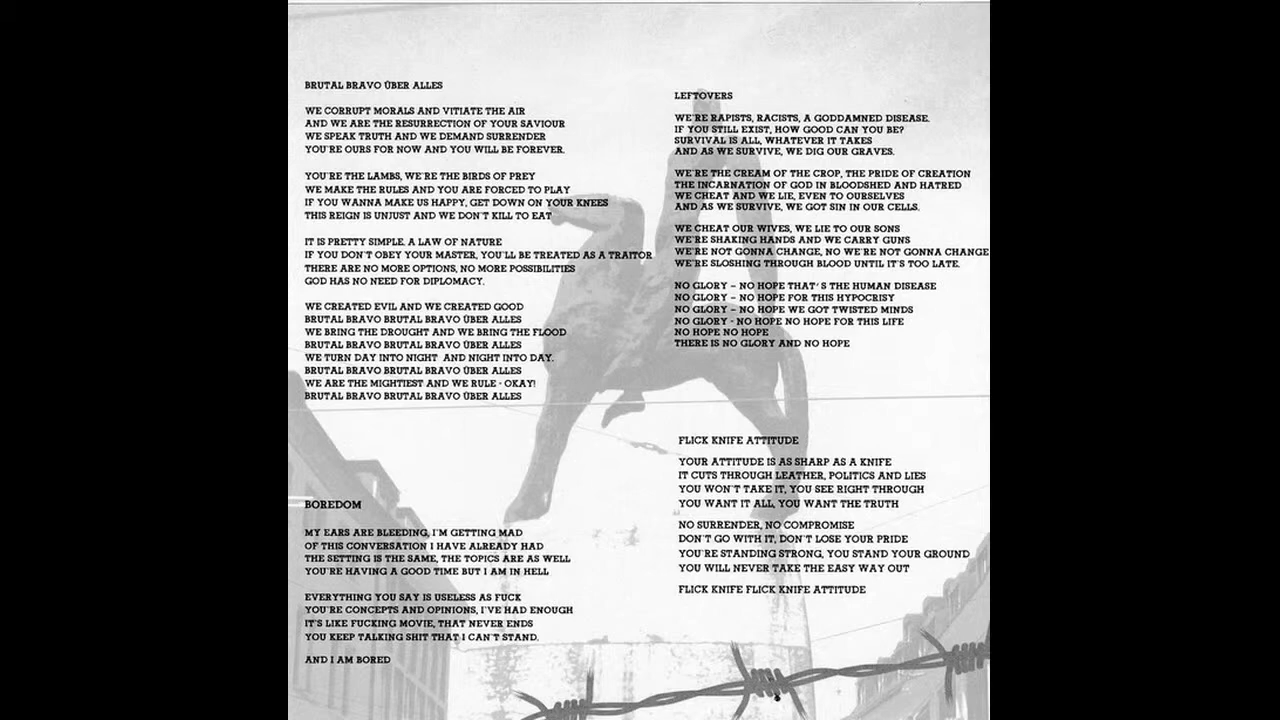 BRUTAL BRAVO ÜBER ALLES
WE CORRUPT MORALS AND VITIATE THE AIR
AND WE ARE THE RESURRECTION OF YOUR SAVIOUR
WE SPEAK TRUTH AND WE DEMAND SURRENDER
YOU'RE OURS FOR NOW AND YOU WILL BE FOREVER.
YOU'RE THE LAMBS, WE'RE THE BIRDS OF PREY
WE MAKE THE RULES AND YOU ARE FORCED TO PLAY
IF YOU WANNA MAKE US HAPPY, GET DOWN ON YOUR KNEES
THIS REIGN IS UNJUST AND WE DON'T KILL TO EAT
IT IS PRETTY SIMPLE. A LAW OF NATURE
IF YOU DON'T OBEY YOUR MASTER, YOU'LL BE TREATED AS A TRAITOR
THERE ARE NO MORE OPTIONS, NO MORE POSSIBILITIES
GOD HAS NO NEED FOR DIPLOMACY.
WE CREATED EVIL AND WE CREATED GOOD
BRUTAL BRAVO BRUTAL BRAVO ÜBER ALLES
WE BRING THE DROUGHT AND WE BRING THE FLOOD
BRUTAL BRAVO BRUTAL BRAVO ÜBER ALLES
WE TURN DAY INTO NIGHT AND NIGHT INTO DAY.
BRUTAL BRAVO BRUTAL BRAVO ÜBER ALLES
WE ARE THE MIGHTIEST AND WE RULE - OKAY!
BRUTAL BRAVO BRUTAL BRAVO ÜBER ALLES
BOREDOM
MY EARS ARE BLEEDING, I'M GETTING MAD
OF THIS CONVERSATION I HAVE ALREADY HAD
THE SETTING IS THE SAME, THE TOPICS ARE AS WELL
YOU'RE HAVING A GOOD TIME BUT I AM IN HELL
EVERYTHING YOU SAY IS USELESS AS FUCK
YOU'RE CONCEPTS AND OPINIONS, I'VE HAD ENOUGH
IT'S LIKE FUCKING MOVIE, THAT NEVER ENDS
YOU KEEP TALKING SHIT THAT I CAN'T STAND.
AND I AM BORED
LEFTOVERS
WE'RE RAPISTS, RACISTS, A GODDAMNED DISEASE.
IF YOU STILL EXIST, HOW GOOD CAN YOU BE?
SURVIVAL IS ALL, WHATEVER IT TAKES
AND AS WE SURVIVE, WE DIG OUR GRAVES.
WE'RE THE CREAM OF THE CROP, THE PRIDE OF CREATION
THE INCARNATION OF GOD IN BLOODSHED AND HATRED
WE CHEAT AND WE LIE, EVEN TO OURSELVES
AND AS WE SURVIVE, WE GOT SIN IN OUR CELLS.
WE CHEAT OUR WIVES, WE LIE TO OUR SONS
WE'RE SHAKING HANDS AND WE CARRY GUNS
WE'RE NOT GONNA CHANGE, NO WE'RE NOT GONNA CHANGE
WE'RE SLOSHING THROUGH BLOOD UNTIL IT'S TOO LATE.
NO GLORY – NO HOPE THAT´S THE HUMAN DISEASE
NO GLORY – NO HOPE FOR THIS HYPOCRISY
NO GLORY – NO HOPE WE GOT TWISTED MINDS
NO GLORY - NO HOPE NO HOPE FOR THIS LIFE
NO HOPE NO HOPE
THERE IS NO GLORY AND NO HOPE
FLICK KNIFE ATTITUDE
YOUR ATTITUDE IS AS SHARP AS A KNIFE
IT CUTS THROUGH LEATHER, POLITICS AND LIES
YOU WON'T TAKE IT, YOU SEE RIGHT THROUGH
YOU WANT IT ALL, YOU WANT THE TRUTH
NO SURRENDER, NO COMPROMISE
DON'T GO WITH IT, DON'T LOSE YOUR PRIDE
YOU'RE STANDING STRONG, YOU STAND YOUR GROUND
YOU WILL NEVER TAKE THE EASY WAY OUT
FLICK KNIFE FLICK KNIFE ATTITUDE